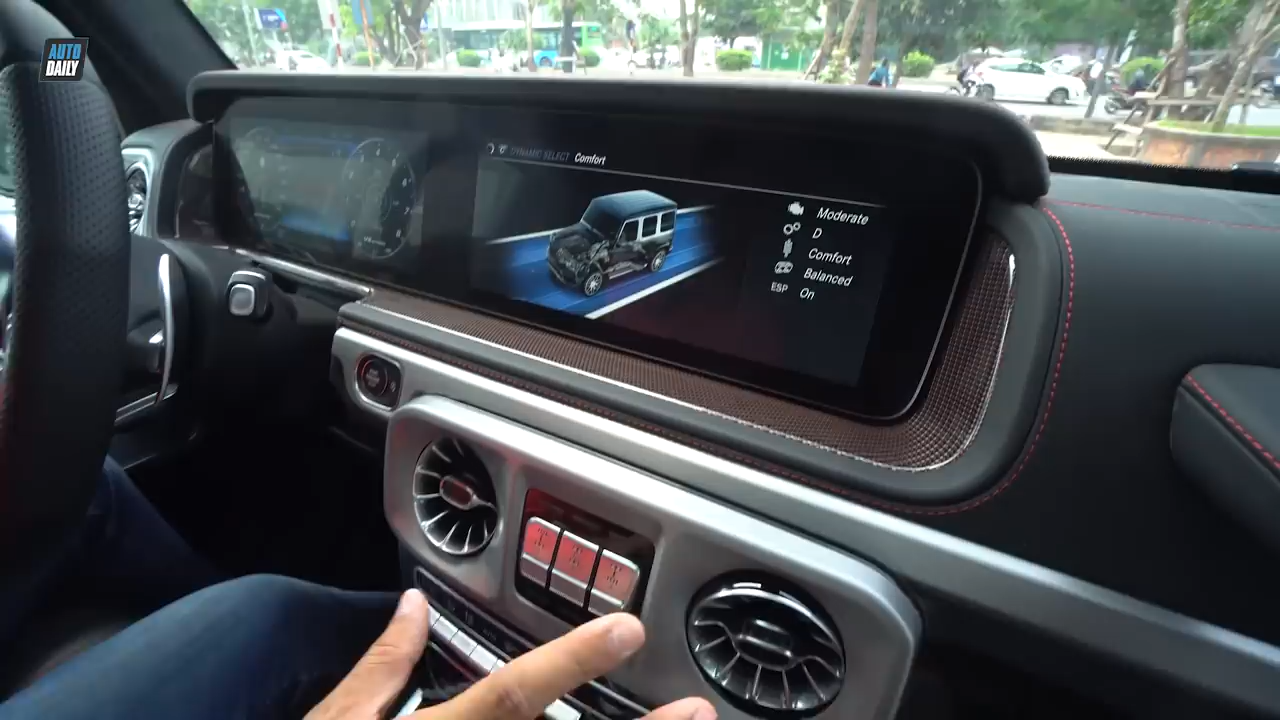 AUTO
DAILY
DYNAMIC SELECT Comfort
Moderate
D
Comfort
Balanced
ESP On